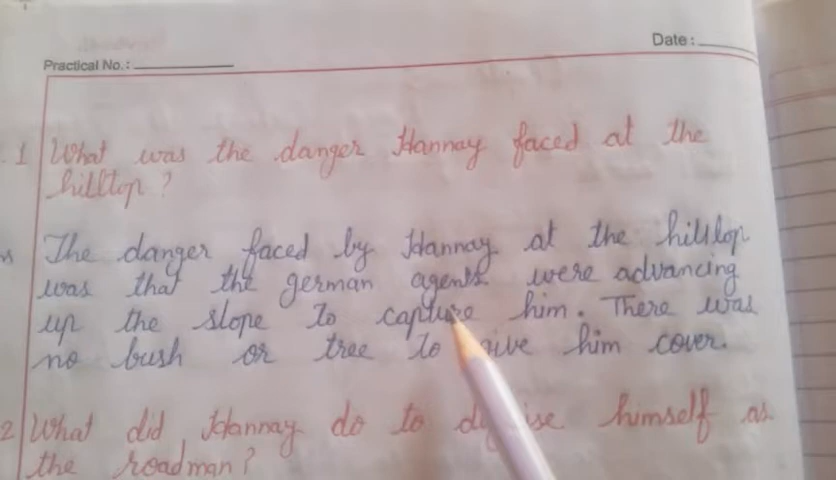 Date :
Practical No.:
1 What was the danger Hannay faced at the
hilltop ?
The danger faced by Hannay at the hilltop
was that the german agents were advancing
up the slope to capture him. There was
no bush or tree to give him cover.
2 What did Hannay do to himself as
the roadman ?